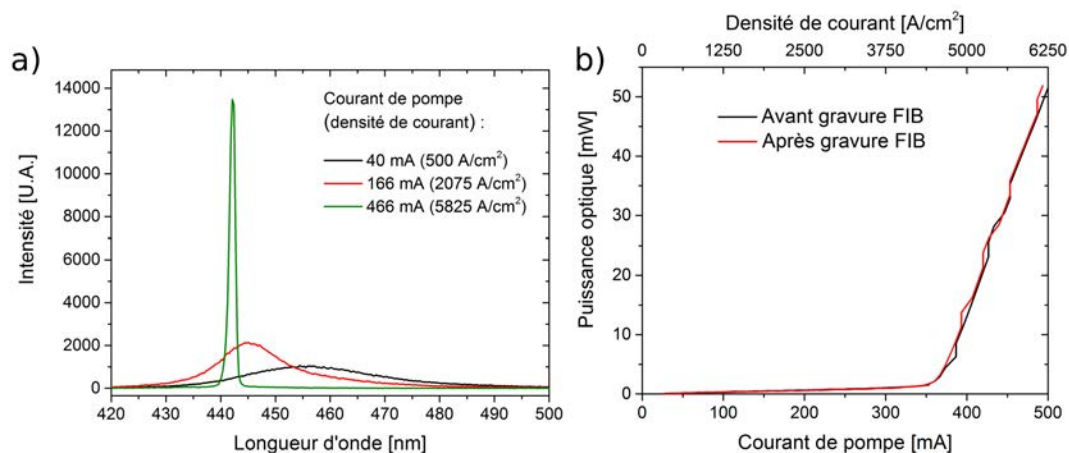 a)
Intensité [U.A.]
14000
12000
10000
8000
6000
4000
2000
0
Courant de pompe
(densité de courant) :
40 mA (500 A/cm²)
166 mA (2075 A/cm²)
466 mA (5825 A/cm²)
420 430 440 450 460 470 480 490 500
Longueur d'onde [nm]
b)
Densité de courant [A/cm²]
0 1250 2500 3750 5000 6250
Puissance optique [mW]
50
40
30
20
10
0
Avant gravure FIB
Après gravure FIB
0 100 200 300 400 500
Courant de pompe [mA]